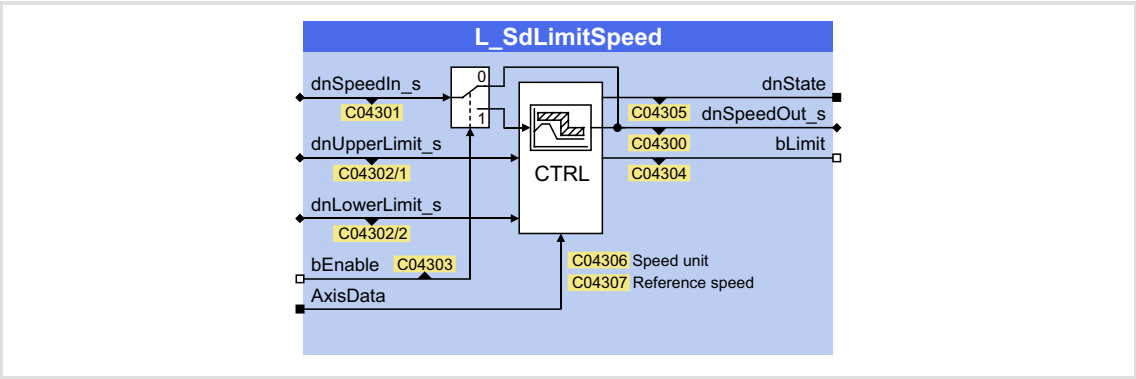 L_SdLimitSpeed
dnSpeedIn_s
C04301
0
1
dnUpperLimit_s
C04302/1
dnLowerLimit_s
C04302/2
bEnable C04303
AxisData
CTRL
dnState
C04305
dnSpeedOut_s
C04300
bLimit
C04304
C04306 Speed unit
C04307 Reference speed